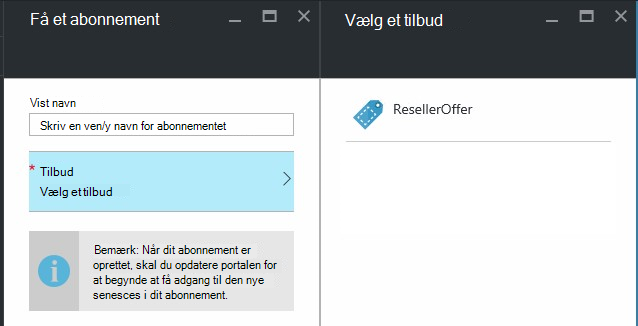 Få et abonnement
Vælg et tilbud
Vist navn
Skriv en ven/y navn for abonnementet
* Tilbud
Vælg et tilbud
Bemærk: Når dit abonnement er
oprettet, skal du opdatere portalen for
at begynde at få adgang til den nye
senesces i dit abonnement.
ResellerOffer